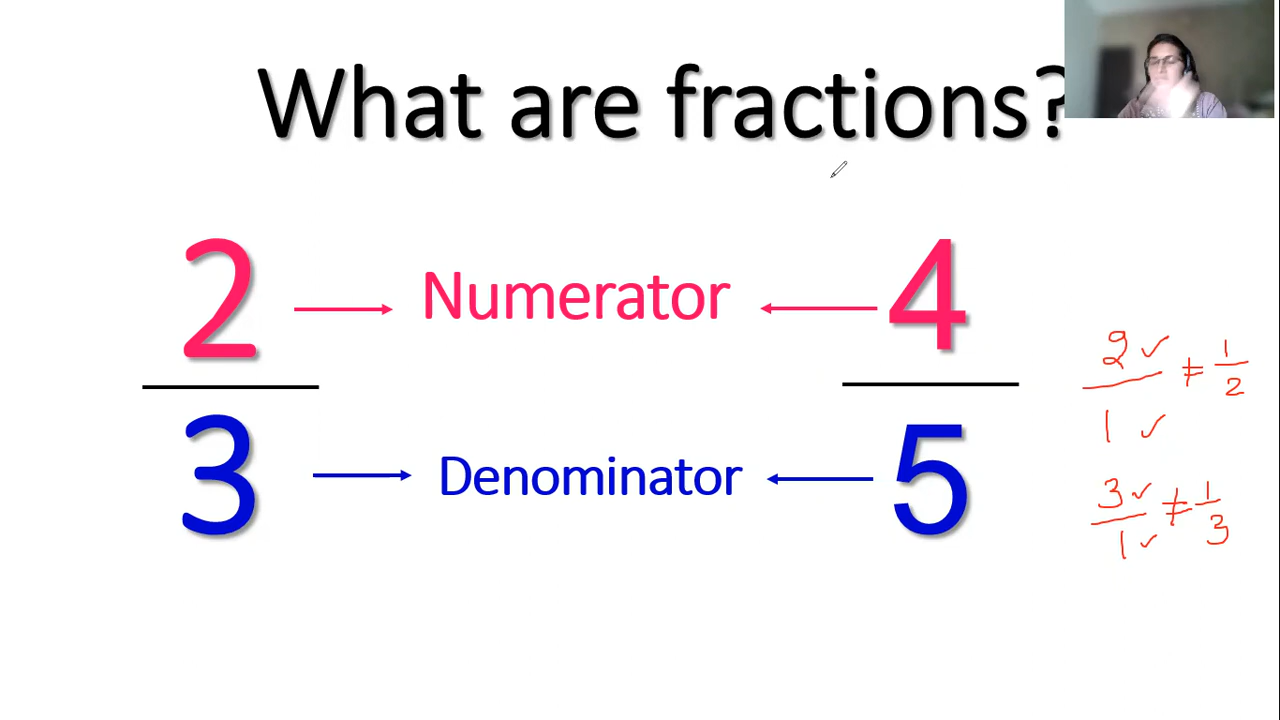 What are fractions?
2 Numerator 4
3 Denominator 5
2✓ ≠ 1
1✓ 2
3✓ ≠ 1
1✓ 3